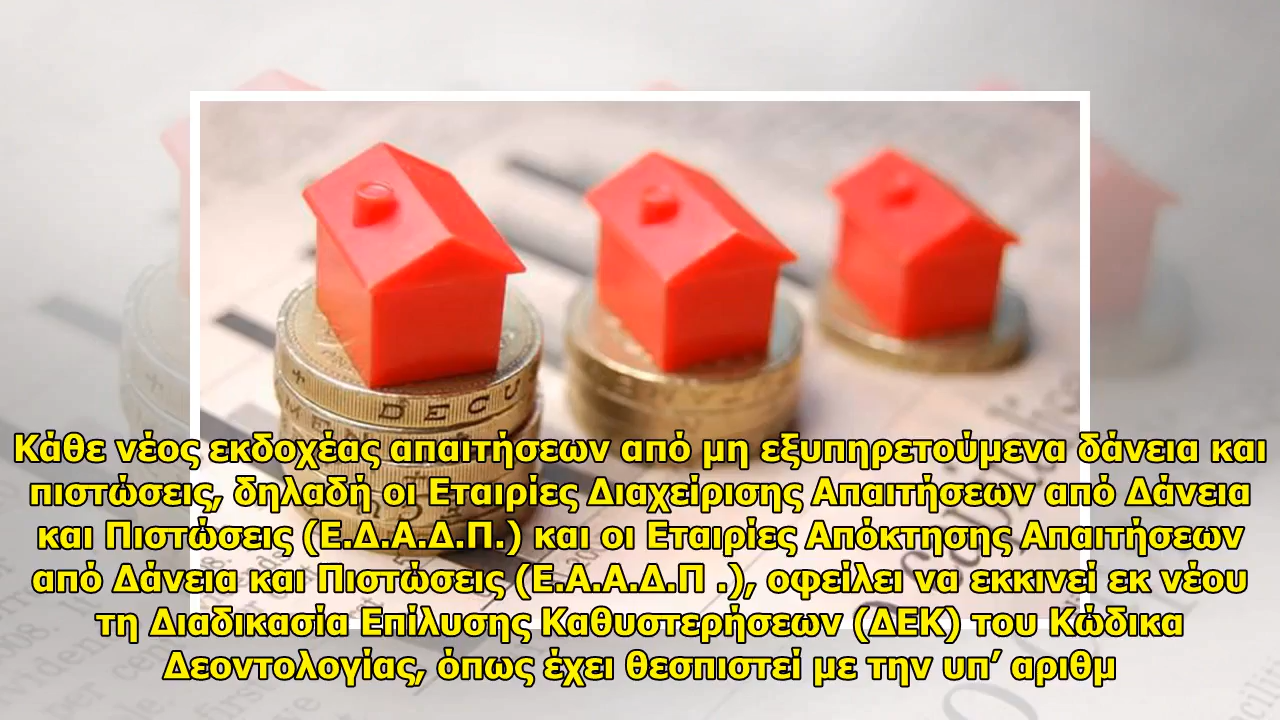 Κάθε νέος εκδοχέας απαιτήσεων από μη εξυπηρετούμενα δάνεια και
πιστώσεις, δηλαδή οι Εταιρίες Διαχείρισης Απαιτήσεων από Δάνεια
και Πιστώσεις (Ε.Δ.Α.Δ.Π.) και οι Εταιρίες Απόκτησης Απαιτήσεων
από Δάνεια και Πιστώσεις (Ε.Α.Α.Δ.Π .), οφείλει να εκκινεί εκ νέου
τη Διαδικασία Επίλυσης Καθυστερήσεων (ΔΕΚ) του Κώδικα
Δεοντολογίας, όπως έχει θεσπιστεί με την υπ’ αριθμ
DECUS